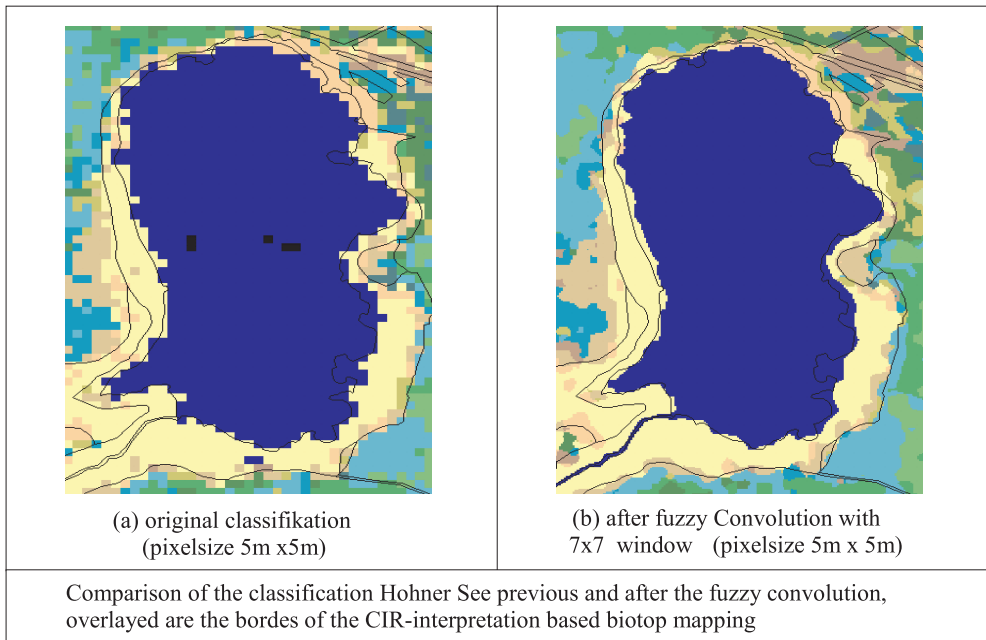 (a) original classifikation
(pixelsize 5m x5m)
(b) after fuzzy Convolution with
7x7 window (pixelsize 5m x 5m)
Comparison of the classification Hohner See previous and after the fuzzy convolution,
overlayed are the bordes of the CIR-interpretation based biotop mapping